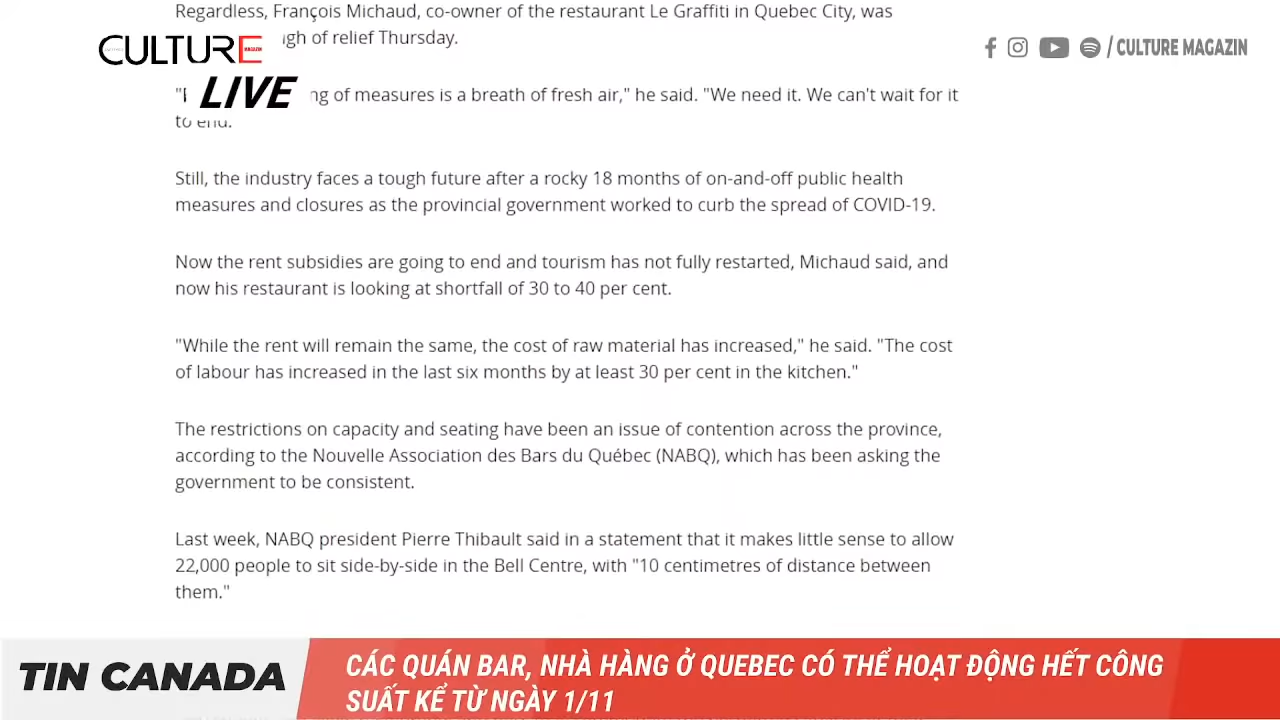 Regardless, François Michaud, co-owner of the restaurant Le Graffiti in Quebec City, was
of relief Thursday.
CULTURE
MAGAZIN
/ CULTURE MAGAZIN
LIVE
of measures is a breath of fresh air," he said. "We need it. We can't wait for it
to end.
Still, the industry faces a tough future after a rocky 18 months of on-and-off public health
measures and closures as the provincial government worked to curb the spread of COVID-19.
Now the rent subsidies are going to end and tourism has not fully restarted, Michaud said, and
now his restaurant is looking at shortfall of 30 to 40 per cent.
"While the rent will remain the same, the cost of raw material has increased," he said. "The cost
of labour has increased in the last six months by at least 30 per cent in the kitchen."
The restrictions on capacity and seating have been an issue of contention across the province,
according to the Nouvelle Association des Bars du Québec (NABQ), which has been asking the
government to be consistent.
Last week, NABQ president Pierre Thibault said in a statement that it makes little sense to allow
22,000 people to sit side-by-side in the Bell Centre, with "10 centimetres of distance between
them."
TIN CANADA
CÁC QUÁN BAR, NHÀ HÀNG Ở QUEBEC CÓ THỂ HOẠT ĐỘNG HẾT CÔNG
SUẤT KỂ TỪ NGÀY 1/11